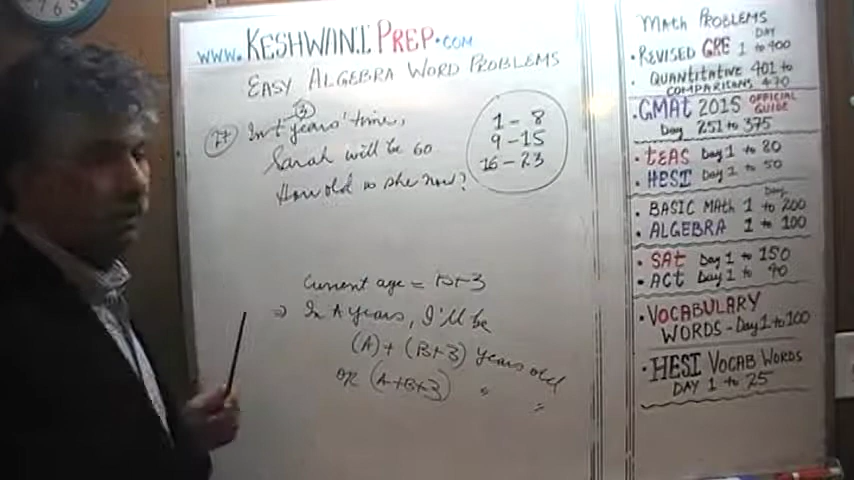 www.KESHWANI PREP.COM
EASY ALGEBRA WORD PROBLEMS
In t years' time,
Sarah will be 60
How old is she now?
1 - 8
9 - 15
16 - 23
Current age = B+3
⇒ In A years, I'll be
(A) + (B+3) years old
or (A+B+3) " "
MATH PROBLEMS
• REVISED GRE DAY 1 to 400
• QUANTITATIVE 401 to
COMPARISONS 470
• GMAT 2015 OFFICIAL GUIDE
Day 251 to 375
• TEAS Day 1 to 80
• HESI Day 1 to 50
• BASIC MATH Day 1 to 200
• ALGEBRA 1 to 100
• SAT Day 1 to 150
• ACT Day 1 to 90
• VOCABULARY
WORDS - Day 1 to 100
• HESI VOCAB WORDS
DAY 1 to 25